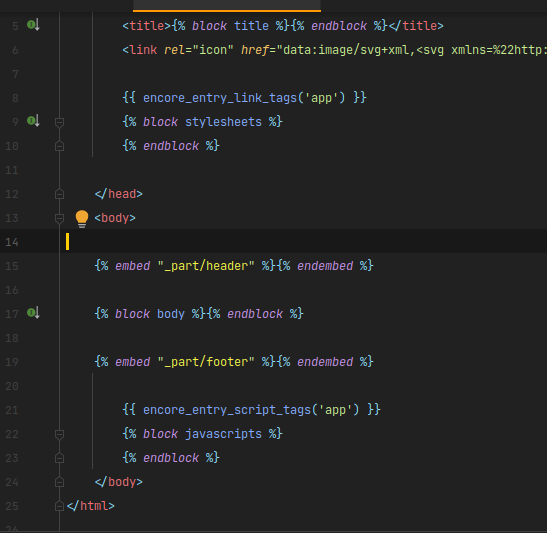 5 <title>{% block title %}{% endblock %}</title>
6 <link rel="icon" href="data:image/svg+xml,<svg xmlns=%22http:
7
8 {{ encore_entry_link_tags('app') }}
9 {% block stylesheets %}
10 {% endblock %}
11
12 </head>
13 <body>
14
15 {% embed "_part/header" %}{% endembed %}
16
17 {% block body %}{% endblock %}
18
19 {% embed "_part/footer" %}{% endembed %}
20
21 {{ encore_entry_script_tags('app') }}
22 {% block javascripts %}
23 {% endblock %}
24 </body>
25 </html>
26